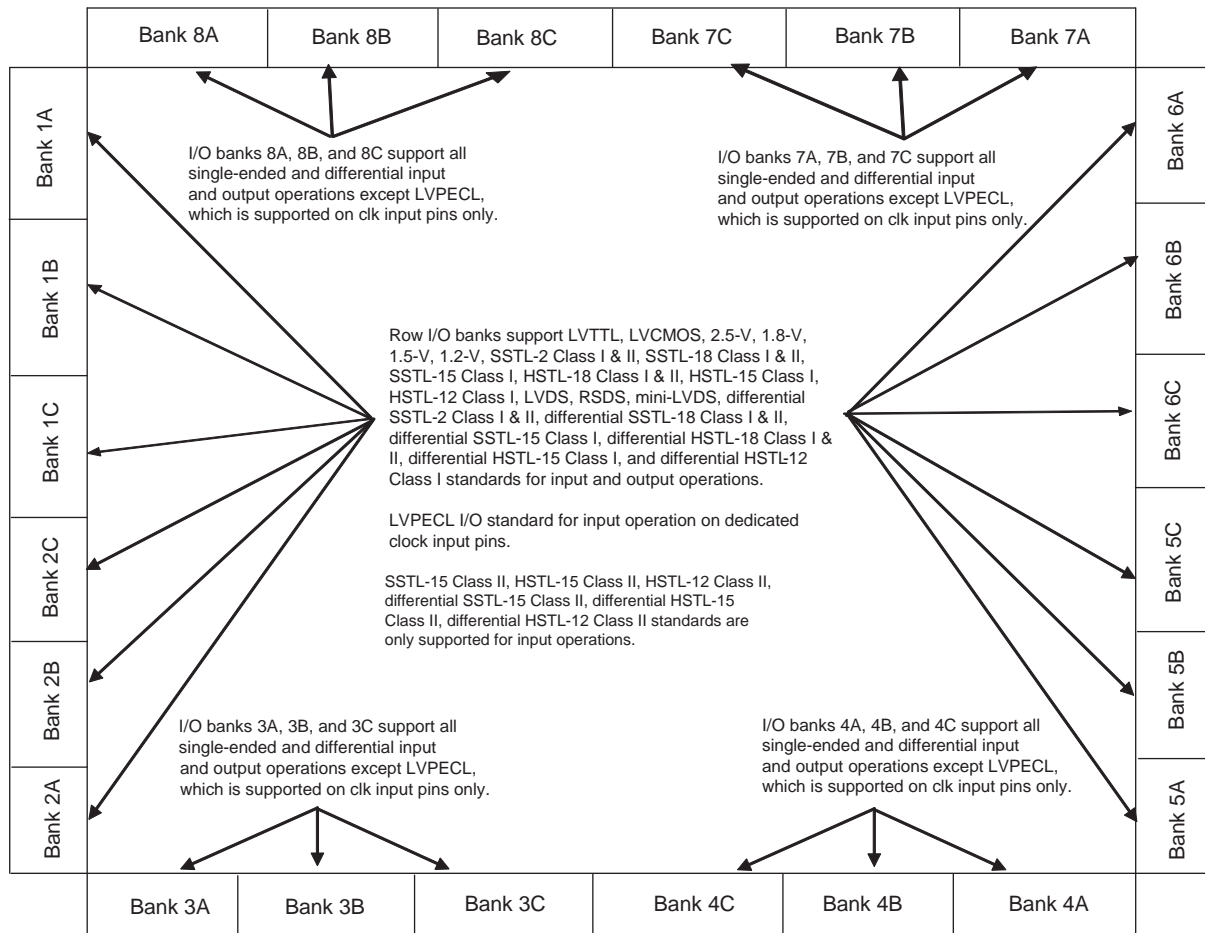 Bank 8A
Bank 8B
Bank 8C
Bank 7C
Bank 7B
Bank 7A
Bank 1A
Bank 1B
Bank 1C
Bank 2C
Bank 2B
Bank 2A
I/O banks 8A, 8B, and 8C support all
single-ended and differential input
and output operations except LVPECL,
which is supported on clk input pins only.
I/O banks 7A, 7B, and 7C support all
single-ended and differential input
and output operations except LVPECL,
which is supported on clk input pins only.
Row I/O banks support LVTTL, LVCMOS, 2.5-V, 1.8-V,
1.5-V, 1.2-V, SSTL-2 Class I & II, SSTL-18 Class I & II,
SSTL-15 Class I, HSTL-18 Class I & II, HSTL-15 Class I,
HSTL-12 Class I, LVDS, RSDS, mini-LVDS, differential
SSTL-2 Class I & II, differential SSTL-18 Class I & II,
differential SSTL-15 Class I, differential HSTL-18 Class I &
II, differential HSTL-15 Class I, and differential HSTL-12
Class I standards for input and output operations.
LVPECL I/O standard for input operation on dedicated
clock input pins.
SSTL-15 Class II, HSTL-15 Class II, HSTL-12 Class II,
differential SSTL-15 Class II, differential HSTL-15
Class II, differential HSTL-12 Class II standards are
only supported for input operations.
I/O banks 3A, 3B, and 3C support all
single-ended and differential input
and output operations except LVPECL,
which is supported on clk input pins only.
I/O banks 4A, 4B, and 4C support all
single-ended and differential input
and output operations except LVPECL,
which is supported on clk input pins only.
Bank 6A
Bank 6B
Bank 6C
Bank 5C
Bank 5B
Bank 5A
Bank 3A
Bank 3B
Bank 3C
Bank 4C
Bank 4B
Bank 4A